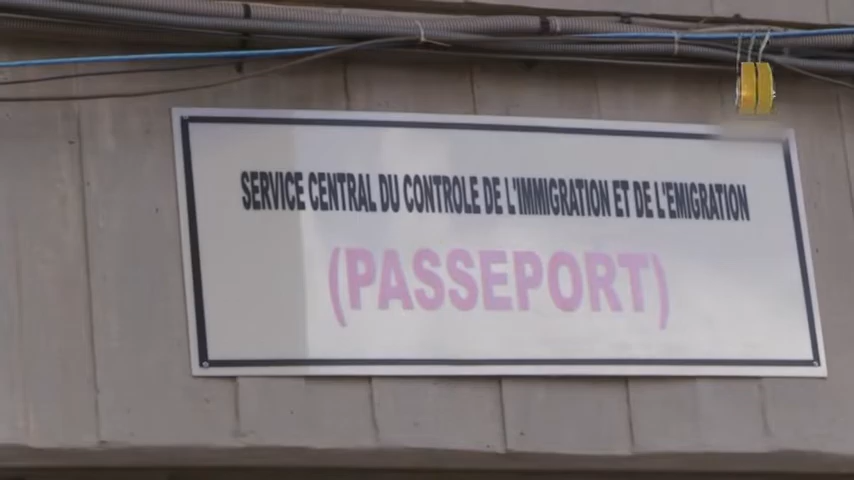 SERVICE CENTRAL DU CONTROLE DE L'IMMIGRATION ET DE L'EMIGRATION
(PASSEPORT)